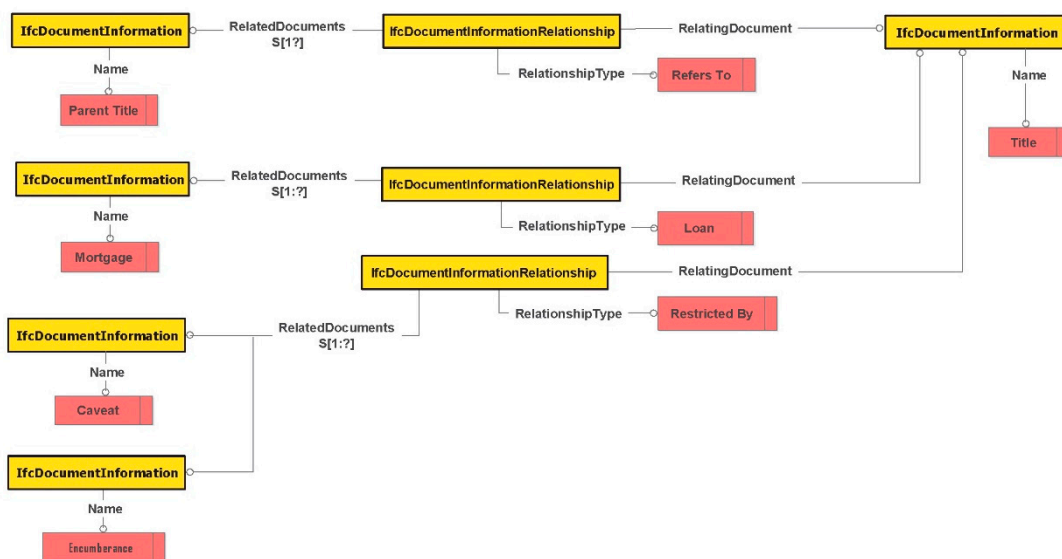 IfcDocumentInformation
RelatedDocuments
S[1?]
IfcDocumentInformationRelationship
RelatingDocument
IfcDocumentInformation
Name
Parent Title
RelationshipType
Refers To
Name
Title
IfcDocumentInformation
RelatedDocuments
S[1:?]
IfcDocumentInformationRelationship
RelatingDocument
Name
Mortgage
RelationshipType
Loan
IfcDocumentInformationRelationship
RelatingDocument
RelationshipType
Restricted By
IfcDocumentInformation
RelatedDocuments
S[1:?]
Name
Caveat
IfcDocumentInformation
Name
Encumberance